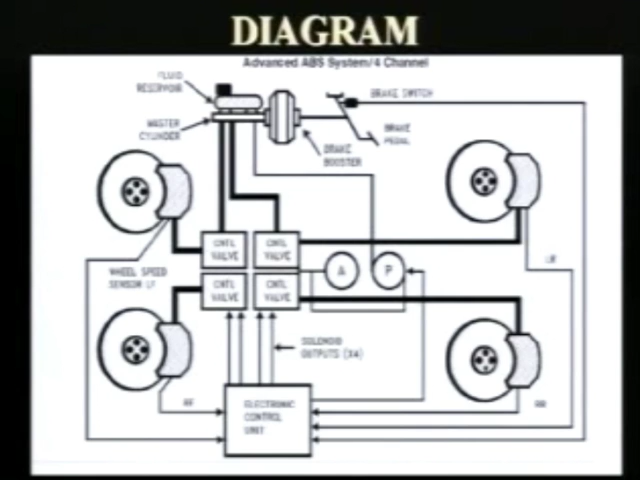 DIAGRAM
Advanced ABS System/4 Channel
FLUID
RESERVOIR
BRAKE SWITCH
MASTER
CYLINDER
BRAKE
PEDAL
BRAKE
BOOSTER
CNTL
VALVE
CNTL
VALVE
LR
WHEEL SPEED
SENSOR LF
A
P
CNTL
VALVE
CNTL
VALVE
SOLENOID
OUTPUTS (X4)
RF
RR
ELECTRONIC
CONTROL
UNIT